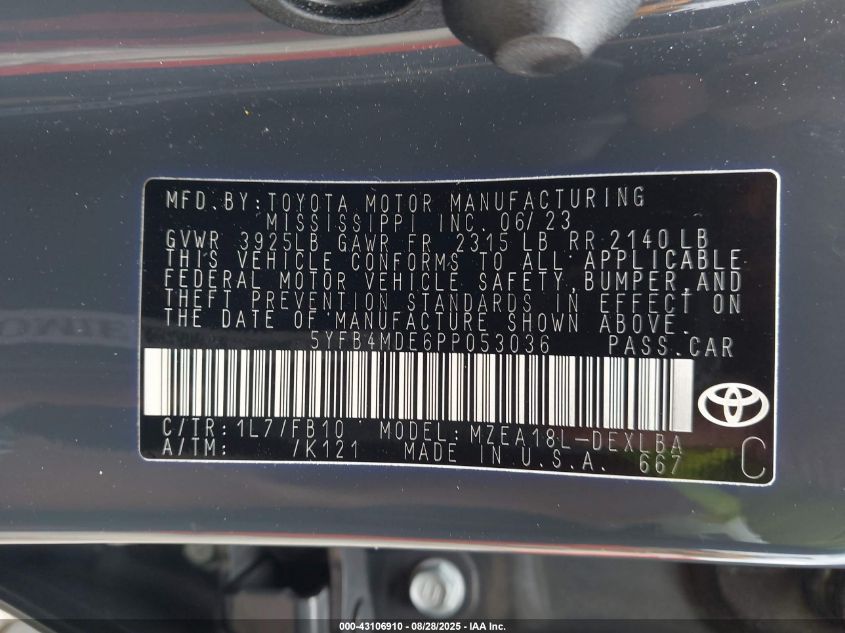 MFD. BY: TOYOTA MOTOR MANUFACTURING
MISSISSIPPI INC. 06/23
GVWR 3925LB GAWR FR 2315 LB RR 2140 LB
THIS VEHICLE CONFORMS TO ALL APPLICABLE
FEDERAL MOTOR VEHICLE SAFETY, BUMPER, AND
THEFT PREVENTION STANDARDS IN EFFECT ON
THE DATE OF MANUFACTURE SHOWN ABOVE.
5YFB4MDE6PP053036 PASS. CAR
C/TR: 1L7/FB10 MODEL: MZEA18L-DEXLBA
A/TM: /K121 MADE IN U.S.A. 667
C
000-43106910 - 08/28/2025 - IAA Inc.